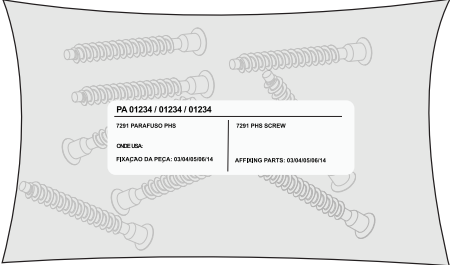 PA 01234 / 01234 / 01234
7291 PARAFUSO PHS
7291 PHS SCREW
ONDE USA:
FIXAÇÃO DA PEÇA: 03/04/05/06/14
AFFIXING PARTS: 03/04/05/06/14